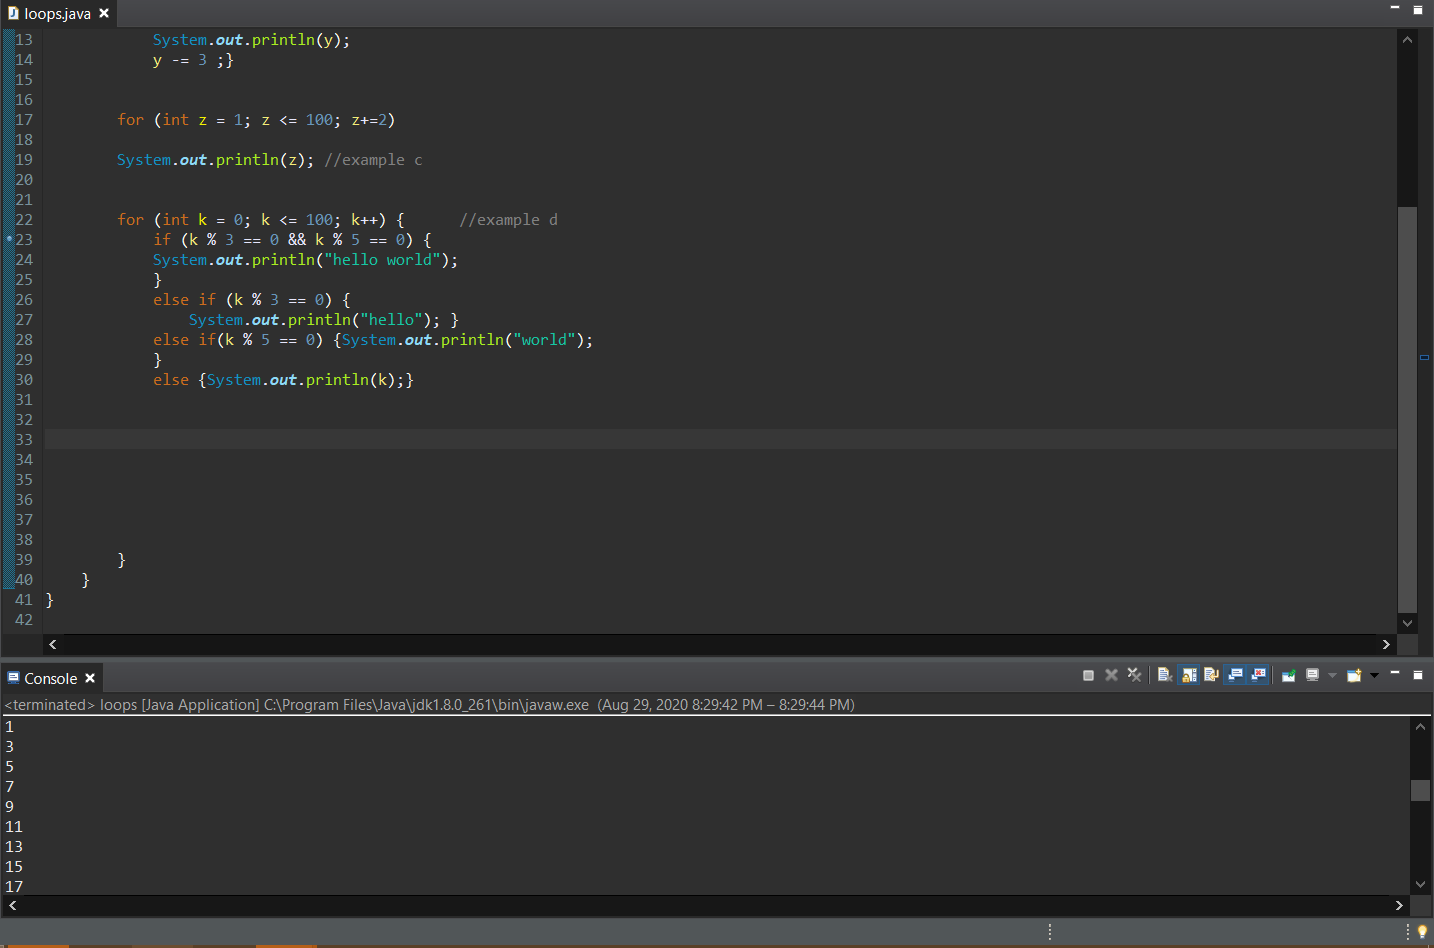 loops.java
13 System.out.println(y);
14 y -= 3 ;}
15
16
17 for (int z = 1; z <= 100; z+=2)
18
19 System.out.println(z); //example c
20
21
22 for (int k = 0; k <= 100; k++) { //example d
23 if (k % 3 == 0 && k % 5 == 0) {
24 System.out.println("hello world");
25 }
26 else if (k % 3 == 0) {
27 System.out.println("hello"); }
28 else if(k % 5 == 0) {System.out.println("world");
29 }
30 else {System.out.println(k);}
31
32
33
34
35
36
37
38
39 }
40 }
41 }
42
Console
<terminated> loops [Java Application] C:\Program Files\Java\jdk1.8.0_261\bin\javaw.exe (Aug 29, 2020 8:29:42 PM – 8:29:44 PM)
1
3
5
7
9
11
13
15
17